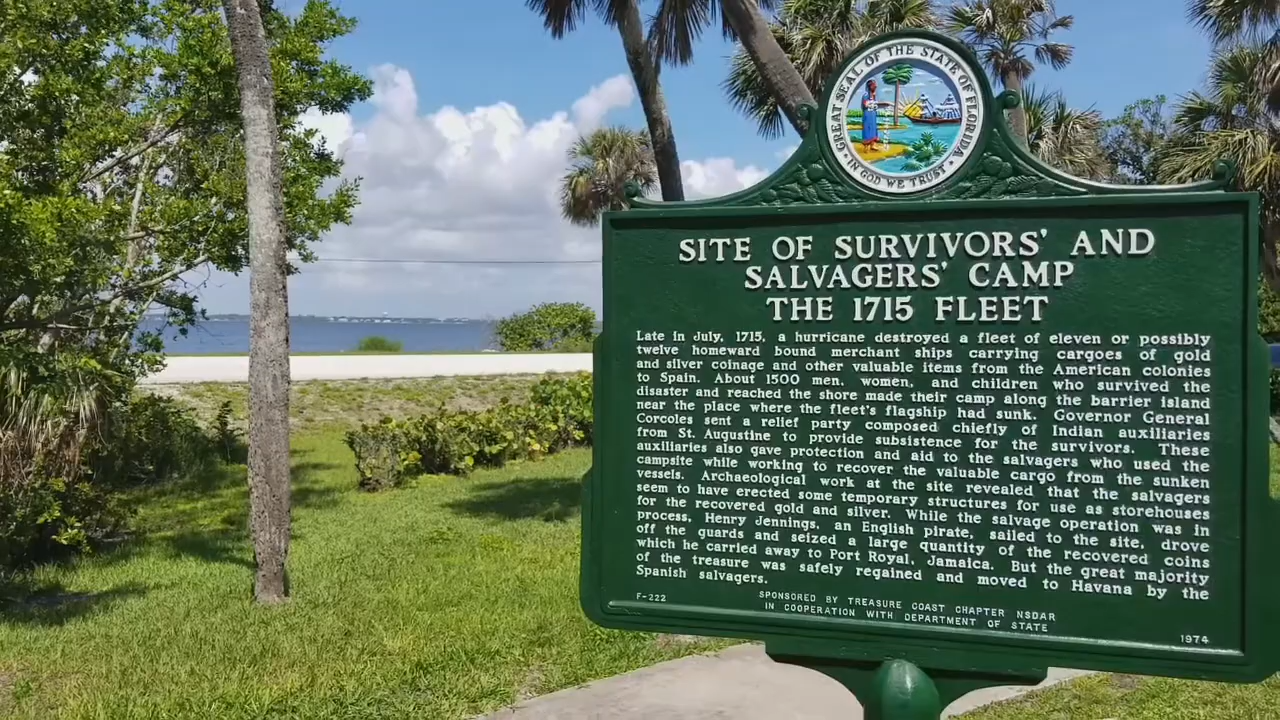 GREAT SEAL OF THE STATE OF FLORIDA
IN GOD WE TRUST
SITE OF SURVIVORS' AND
SALVAGERS' CAMP
THE 1715 FLEET
Late in July, 1715, a hurricane destroyed a fleet of eleven or possibly
twelve homeward bound merchant ships carrying cargoes of gold
and silver coinage and other valuable items from the American colonies
to Spain. About 1500 men, women, and children who survived the
disaster and reached the shore made their camp along the barrier island
near the place where the fleet's flagship had sunk. Governor General
Corcoles sent a relief party composed chiefly of Indian auxiliaries
from St. Augustine to provide subsistence for the survivors. These
auxiliaries also gave protection and aid to the salvagers who used the
campsite while working to recover the valuable cargo from the sunken
vessels. Archaeological work at the site revealed that the salvagers
seem to have erected some temporary structures for use as storehouses
for the recovered gold and silver. While the salvage operation was in
process, Henry Jennings, an English pirate, sailed to the site, drove
off the guards and seized a large quantity of the recovered coins
which he carried away to Port Royal, Jamaica. But the great majority
of the treasure was safely regained and moved to Havana by the
Spanish salvagers.
F-222
SPONSORED BY TREASURE COAST CHAPTER NSDAR
IN COOPERATION WITH DEPARTMENT OF STATE
1974